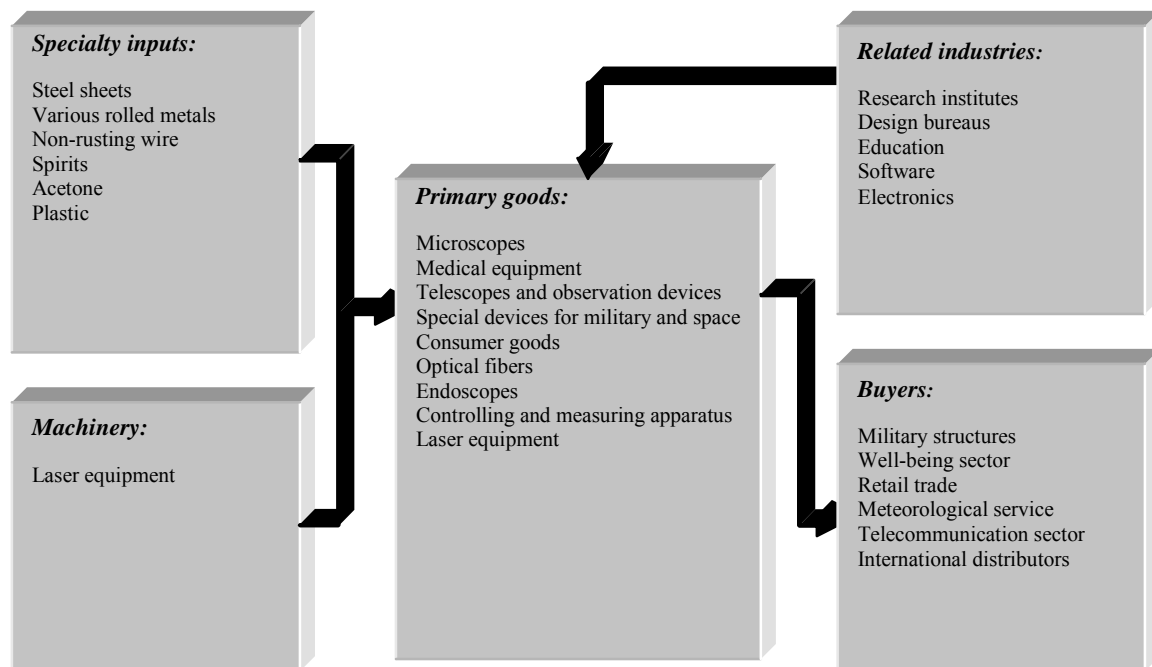 Specialty inputs:
Steel sheets
Various rolled metals
Non-rusting wire
Spirits
Acetone
Plastic
Machinery:
Laser equipment
Primary goods:
Microscopes
Medical equipment
Telescopes and observation devices
Special devices for military and space
Consumer goods
Optical fibers
Endoscopes
Controlling and measuring apparatus
Laser equipment
Related industries:
Research institutes
Design bureaus
Education
Software
Electronics
Buyers:
Military structures
Well-being sector
Retail trade
Meteorological service
Telecommunication sector
International distributors